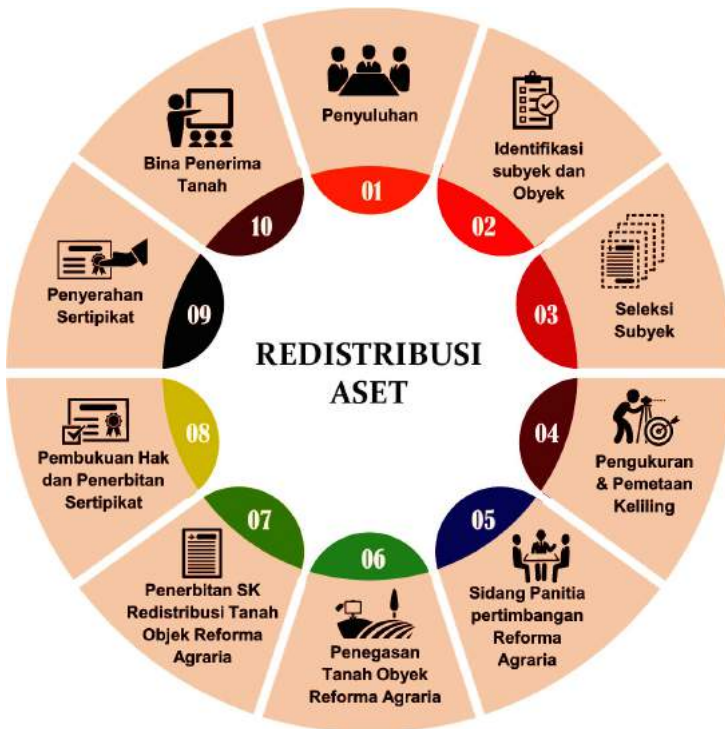 REDISTRIBUSI
ASET
Penyuluhan
01
Identifikasi
subyek dan
Obyek
02
Seleksi
Subyek
03
Pengukuran
& Pemetaan
Keliling
04
Sidang Panitia
pertimbangan
Reforma
Agraria
05
Penegasan
Tanah Obyek
Reforma Agraria
06
Penerbitan SK
Redistribusi Tanah
Objek Reforma
Agraria
07
Pembukuan Hak
dan Penerbitan
Sertipikat
08
Penyerahan
Sertipikat
09
Bina Penerima
Tanah
10